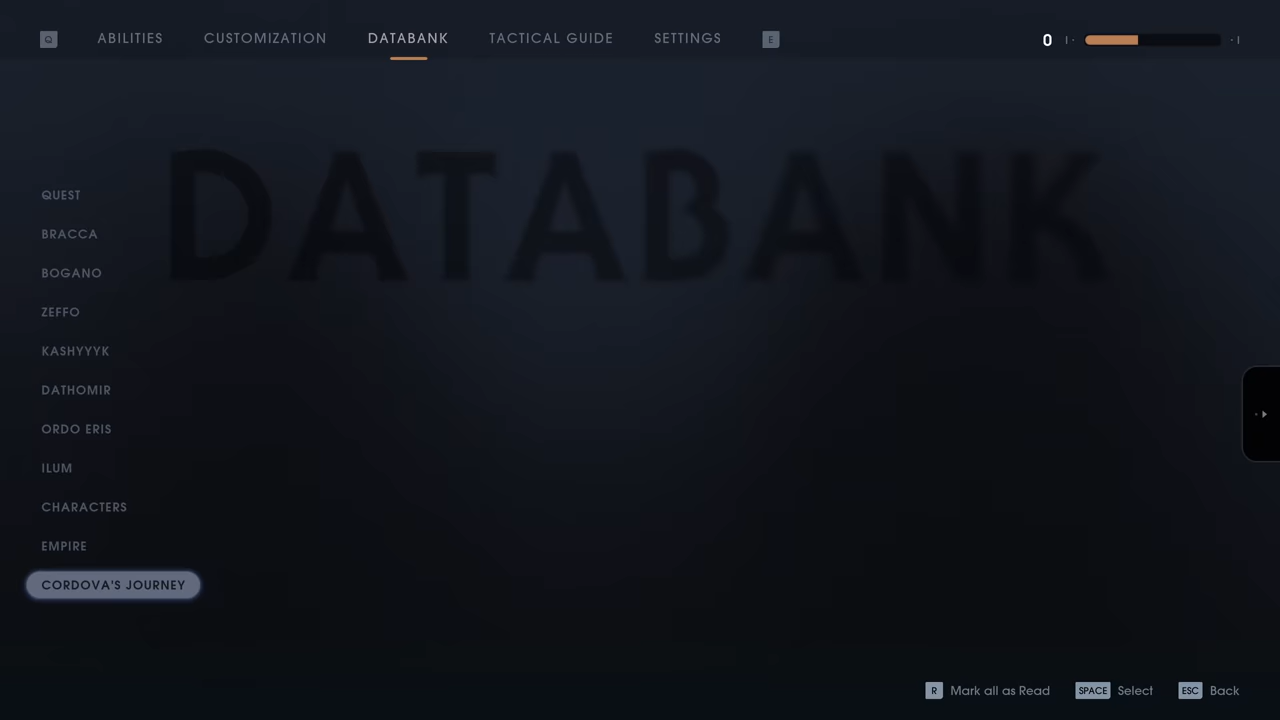 Q ABILITIES CUSTOMIZATION DATABANK TACTICAL GUIDE SETTINGS E 0
DATABANK
QUEST
BRACCA
BOGANO
ZEFFO
KASHYYYK
DATHOMIR
ORDO ERIS
ILUM
CHARACTERS
EMPIRE
CORDOVA'S JOURNEY
R Mark all as Read SPACE Select ESC Back